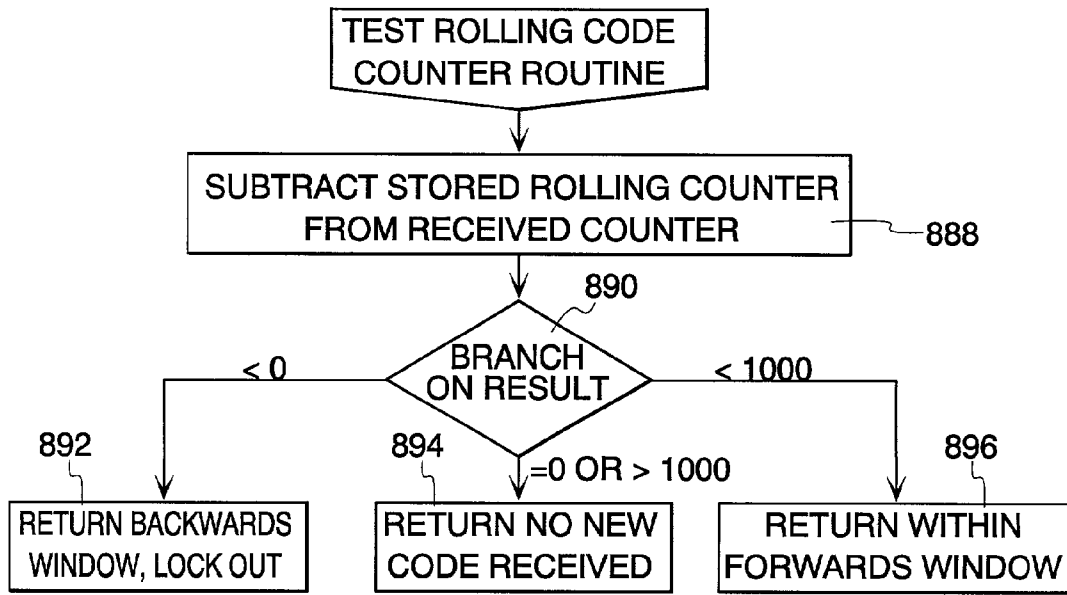 TEST ROLLING CODE
COUNTER ROUTINE
SUBTRACT STORED ROLLING COUNTER
FROM RECEIVED COUNTER
888
890
BRANCH
ON RESULT
< 0
< 1000
=0 OR > 1000
892
RETURN BACKWARDS
WINDOW, LOCK OUT
894
RETURN NO NEW
CODE RECEIVED
896
RETURN WITHIN
FORWARDS WINDOW